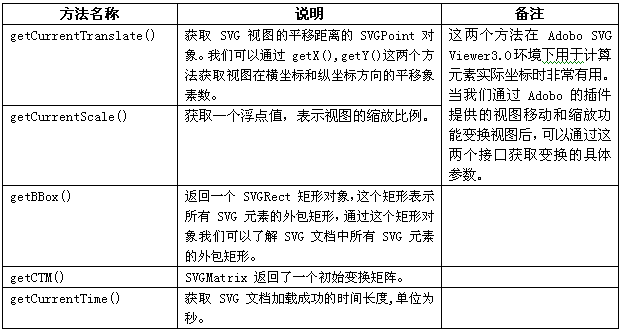 方法名称 说明 备注
getCurrentTranslate()
获取 SVG 视图的平移距离的 SVGPoint 对
象。我们可以通过 getX(),getY()这两个方
法获取视图在横坐标和纵坐标方向的平移象
素数。
这两个方法在 Adobo SVG
Viewer3.0环境下用于计算
元素实际坐标时非常有用。
当我们通过 Adobo 的插件
提供的视图移动和缩放功
能变换视图后,可以通过这
两个接口获取变换的具体
参数。
getCurrentScale()
获取一个浮点值，表示视图的缩放比例。
getBBox()
返回一个 SVGRect 矩形对象,这个矩形表示
所有 SVG 元素的外包矩形,通过这个矩形对
象我们可以了解 SVG 文档中所有 SVG 元素
的外包矩形。
getCTM()
SVGMatrix 返回了一个初始变换矩阵。
getCurrentTime()
获取 SVG 文档加载成功的时间长度,单位为
秒。